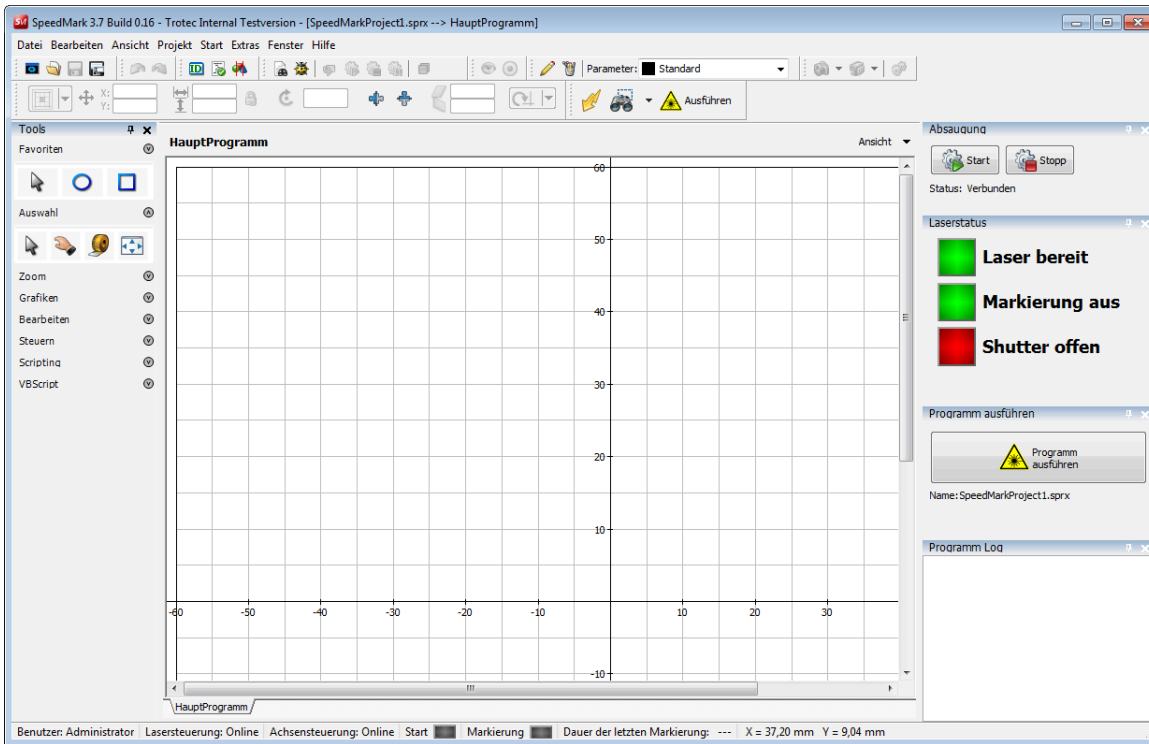 SpeedMark 3.7 Build 0.16 - Trotec Internal Testversion - [SpeedMarkProject1.sprx --> HauptProgramm]
Datei Bearbeiten Ansicht Projekt Start Extras Fenster Hilfe
ID Parameter: Standard
X:
Y:
Ausführen
Tools
Favoriten
Auswahl
Zoom
Grafiken
Bearbeiten
Steuern
Scripting
VBScript
HauptProgramm Ansicht
60
50
40
30
20
10
-60 -50 -40 -30 -20 -10 10 20 30
-10
HauptProgramm
Absaugung
Start Stopp
Status: Verbunden
Laserstatus
Laser bereit
Markierung aus
Shutter offen
Programm ausführen
Programm
ausführen
Name:SpeedMarkProject1.sprx
Programm Log
Benutzer: Administrator Lasersteuerung: Online Achsensteuerung: Online Start Markierung Dauer der letzten Markierung: --- X = 37,20 mm Y = 9,04 mm